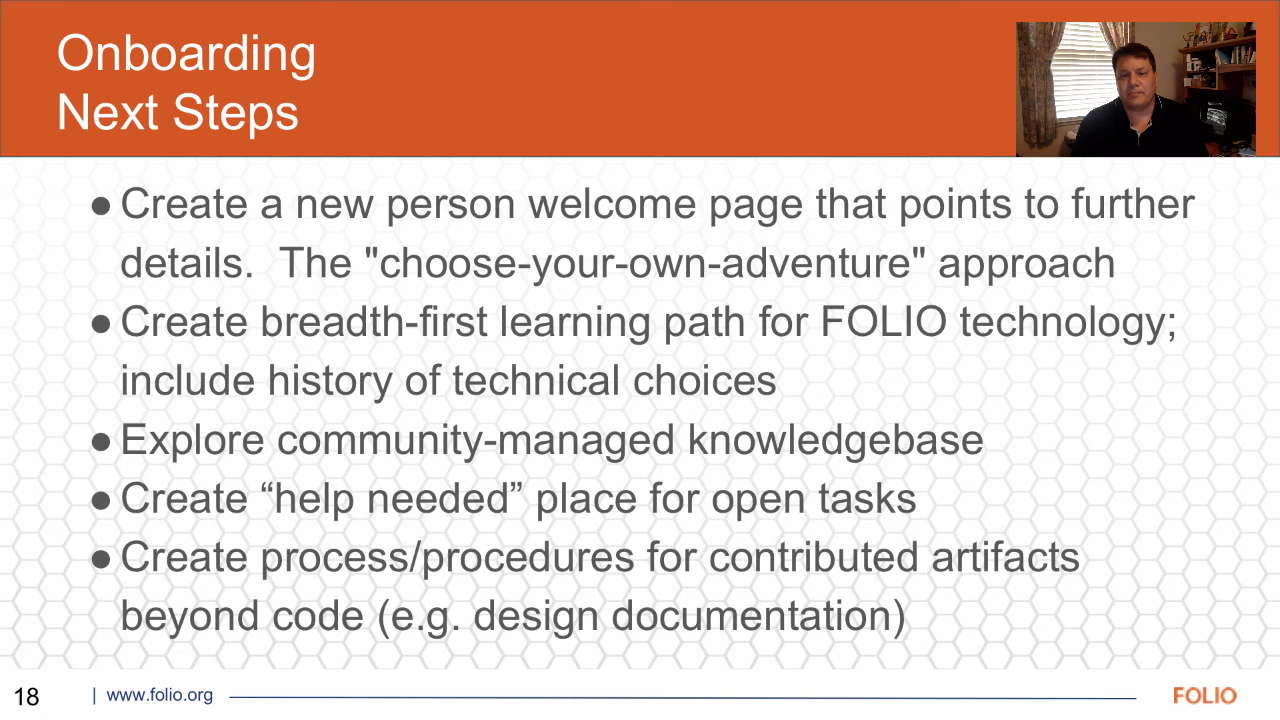 Onboarding
Next Steps
● Create a new person welcome page that points to further
details.  The "choose-your-own-adventure" approach
● Create breadth-first learning path for FOLIO technology;
include history of technical choices
● Explore community-managed knowledgebase
● Create “help needed” place for open tasks
● Create process/procedures for contributed artifacts
beyond code (e.g. design documentation)
18 | www.folio.org FOLIO